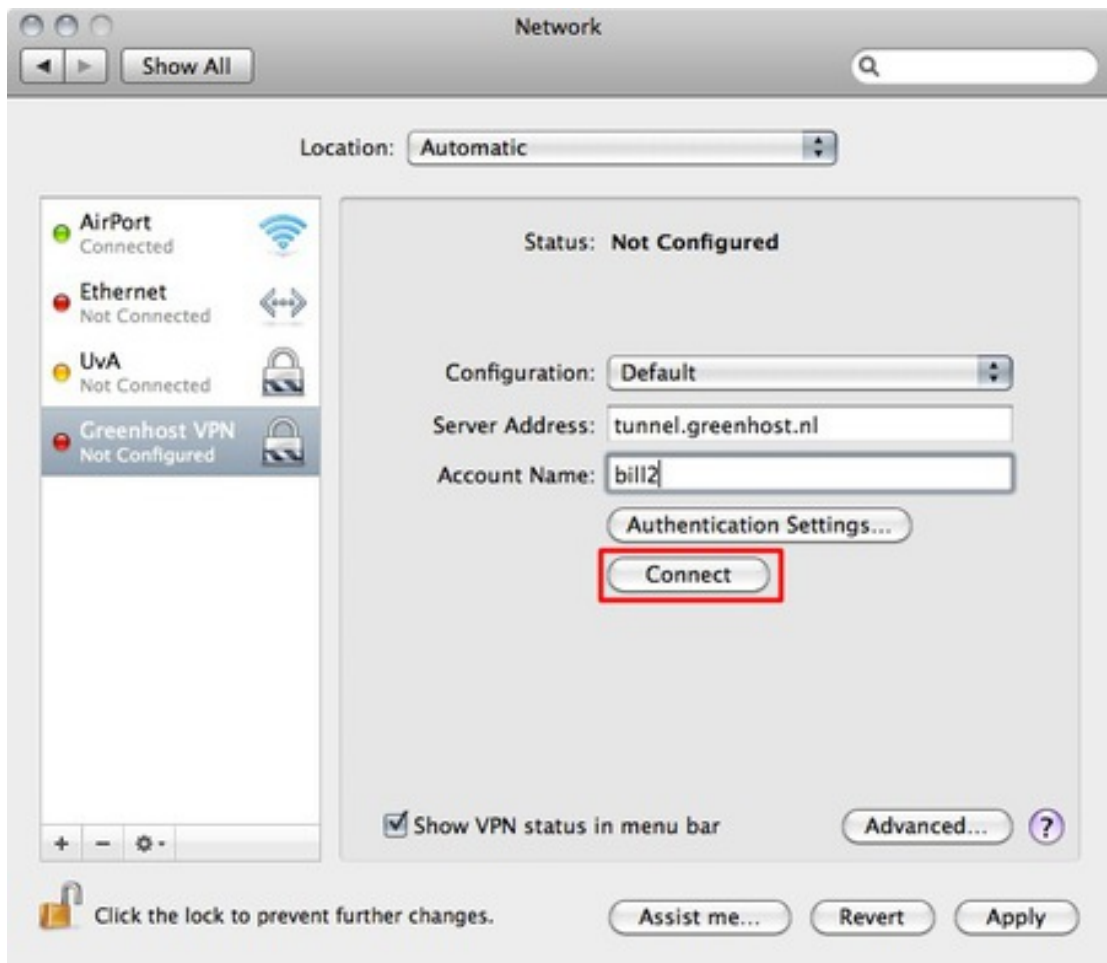 Network
Show All
Location: Automatic
AirPort
Connected
Ethernet
Not Connected
UvA
Not Connected
Greenhost VPN
Not Configured
Status: Not Configured
Configuration: Default
Server Address: tunnel.greenhost.nl
Account Name: bill2
Authentication Settings...
Connect
Show VPN status in menu bar
Advanced...
?
Click the lock to prevent further changes.
Assist me...
Revert
Apply